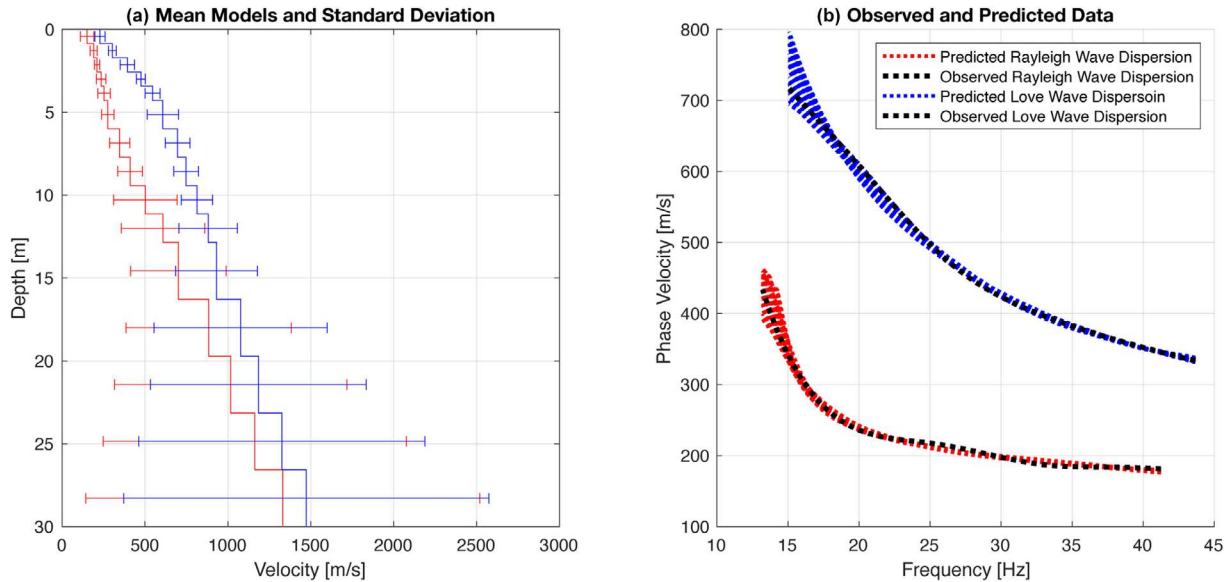 (a) Mean Models and Standard Deviation
0
5
10
15
20
25
30
Depth [m]
0 500 1000 1500 2000 2500 3000
Velocity [m/s]
(b) Observed and Predicted Data
800
700
600
500
400
300
200
100
Phase Velocity [m/s]
10 15 20 25 30 35 40 45
Frequency [Hz]
Predicted Rayleigh Wave Dispersion
Observed Rayleigh Wave Dispersion
Predicted Love Wave Dispersoin
Observed Love Wave Dispersion